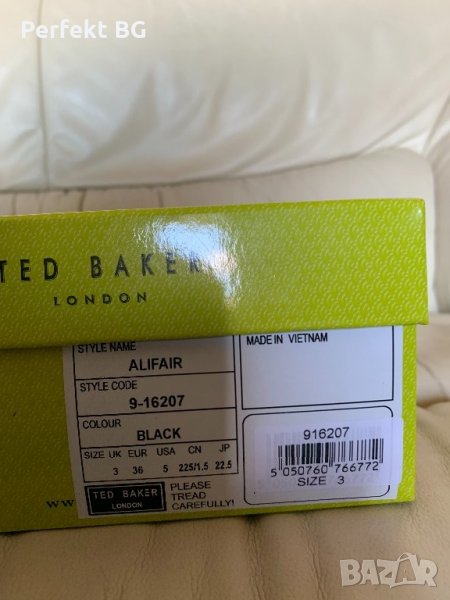 Perfekt BG
TED BAKER
LONDON
STYLE NAME
ALIFAIR
STYLE CODE
9-16207
COLOUR
BLACK
SIZE UK EUR USA CN JP
3 36 5 225/1.5 22.5
TED BAKER
LONDON
PLEASE
TREAD
CAREFULLY!
MADE IN VIETNAM
916207
5 050760 766772
SIZE 3
www
BAZAR